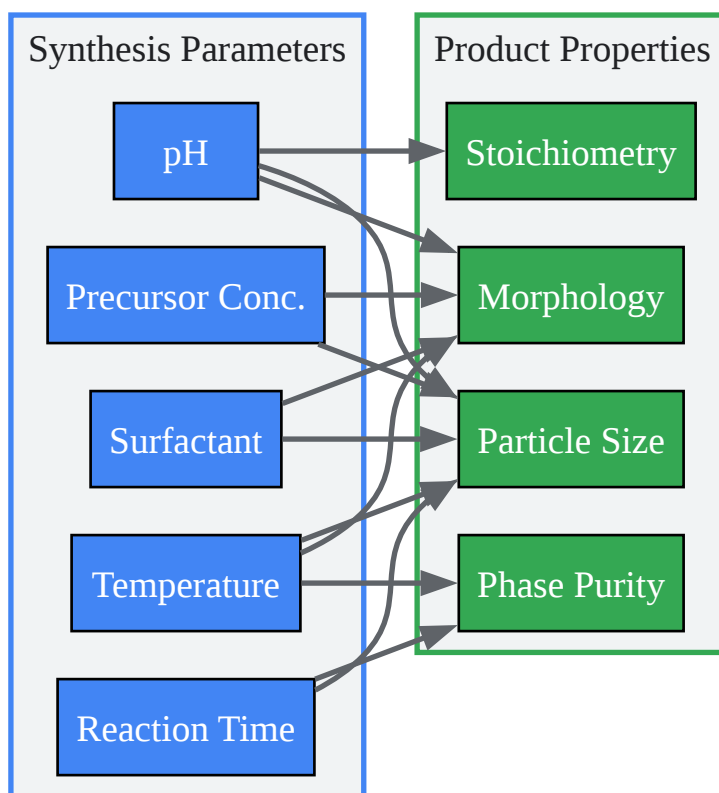 Synthesis Parameters
pH
Precursor Conc.
Surfactant
Temperature
Reaction Time
Product Properties
Stoichiometry
Morphology
Particle Size
Phase Purity